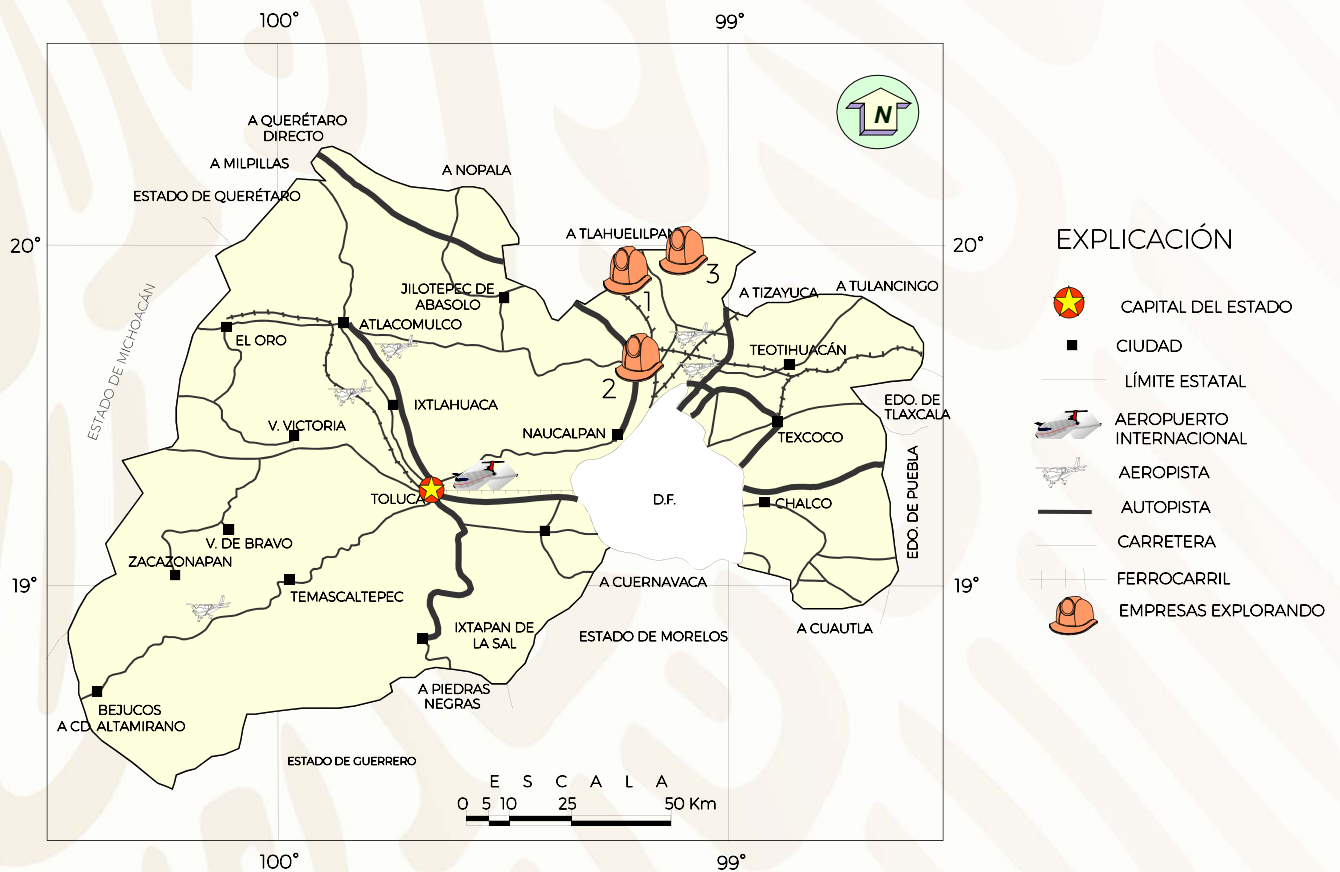 100°
99°
A QUERÉTARO
DIRECTO
A MILPILLAS
A NOPALA
ESTADO DE QUERÉTARO
N
20°
20°
A TLAHUELILPAN
3
1
2
JILOTEPEC DE
ABASOLO
A TIZAYUCA
A TULANCINGO
ATLACOMULCO
EL ORO
TEOTIHUACÁN
ESTADO DE MICHOACÁN
IXTLAHUACA
V. VICTORIA
NAUCALPAN
EDO. DE
TLAXCALA
TEXCOCO
TOLUCA
D.F.
CHALCO
EDO. DE PUEBLA
V. DE BRAVO
ZACAZONAPAN
19°
19°
TEMASCALTEPEC
A CUERNAVACA
IXTAPAN DE
LA SAL
ESTADO DE MORELOS
A CUAUTLA
A PIEDRAS
NEGRAS
BEJUCOS
A CD. ALTAMIRANO
ESTADO DE GUERRERO
E S C A L A
0 5 10 25 50 Km
100°
99°
EXPLICACIÓN
CAPITAL DEL ESTADO
CIUDAD
LÍMITE ESTATAL
AEROPUERTO
INTERNACIONAL
AEROPISTA
AUTOPISTA
CARRETERA
FERROCARRIL
EMPRESAS EXPLORANDO